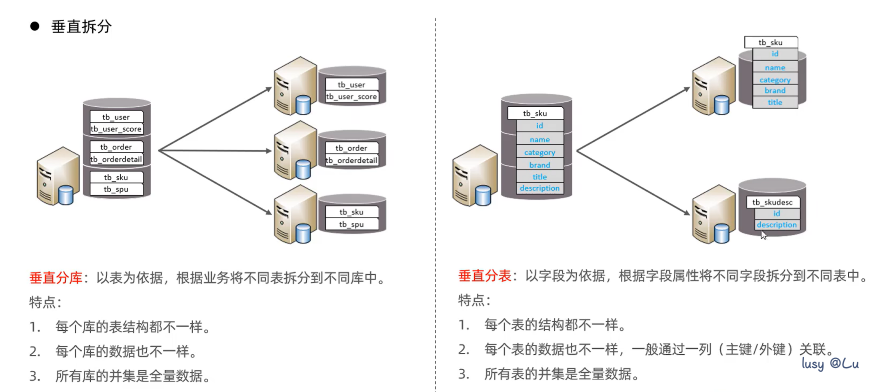 ● 垂直拆分
tb_user
tb_user_score
tb_order
tb_orderdetail
tb_sku
tb_spu
tb_user
tb_user_score
tb_order
tb_orderdetail
tb_sku
tb_spu
垂直分库：以表为依据，根据业务将不同表拆分到不同库中。
特点：
1. 每个库的表结构都不一样。
2. 每个库的数据也不一样。
3. 所有库的并集是全量数据。
tb_sku
id
name
category
brand
title
description
tb_sku
id
name
category
brand
title
tb_skudesc
id
description
垂直分表：以字段为依据，根据字段属性将不同字段拆分到不同表中。
特点：
1. 每个表的结构都不一样。
2. 每个表的数据也不一样，一般通过一列（主键/外键）关联。
3. 所有表的并集是全量数据。
lusy @Lu